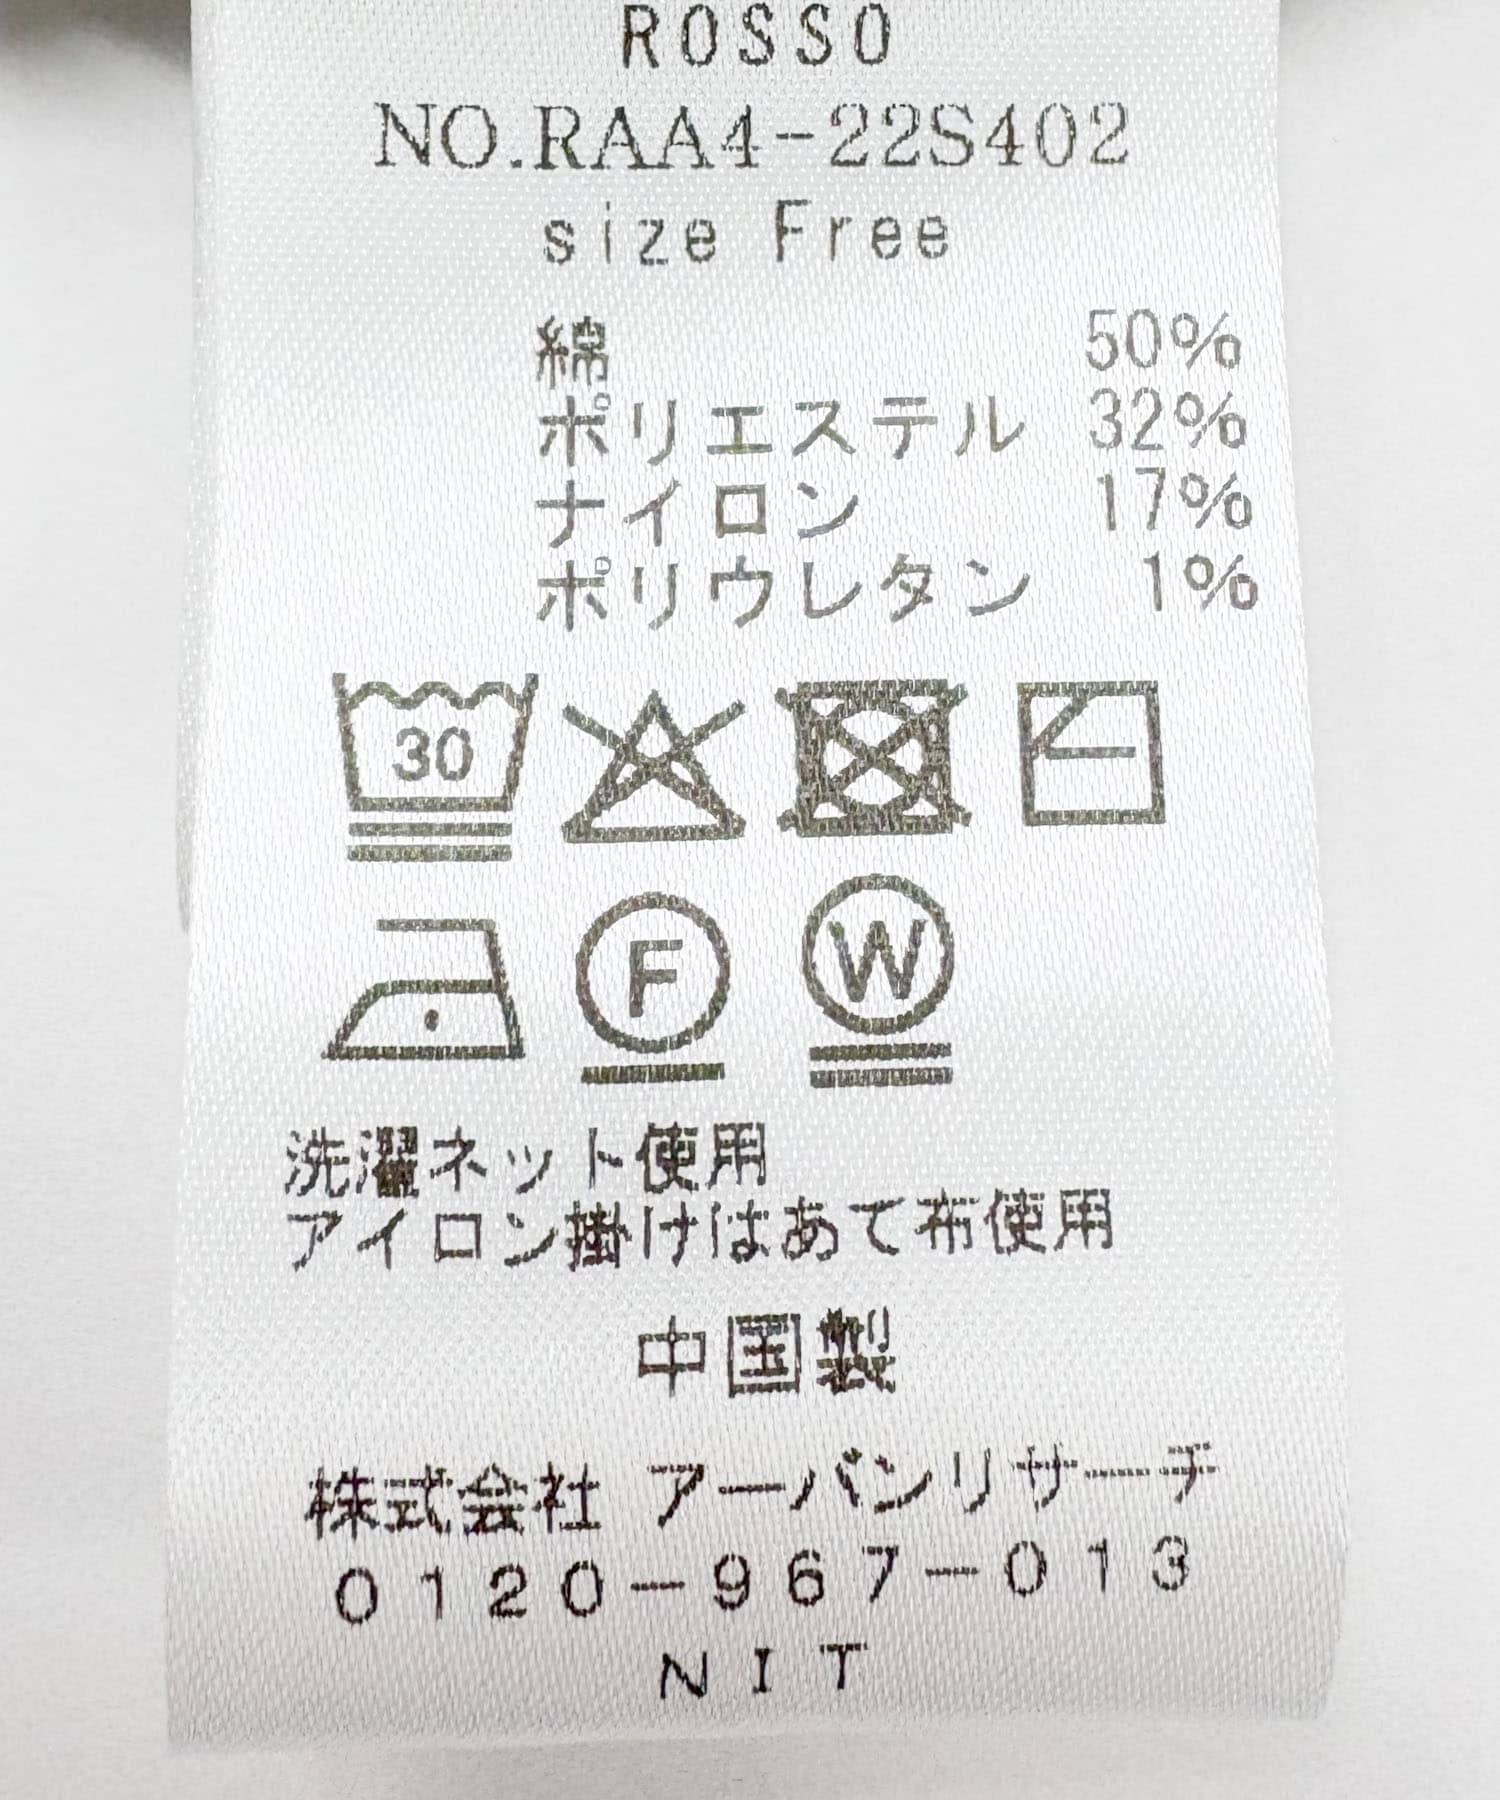 ROSSO
NO.RAA4-22S402
size Free
綿 50%
ポリエステル 32%
ナイロン 17%
ポリウレタン 1%
30
F W
洗濯ネット使用
アイロン掛けはあて布使用
中国製
株式会社 アーバンリサーチ
0120-967-013
NIT